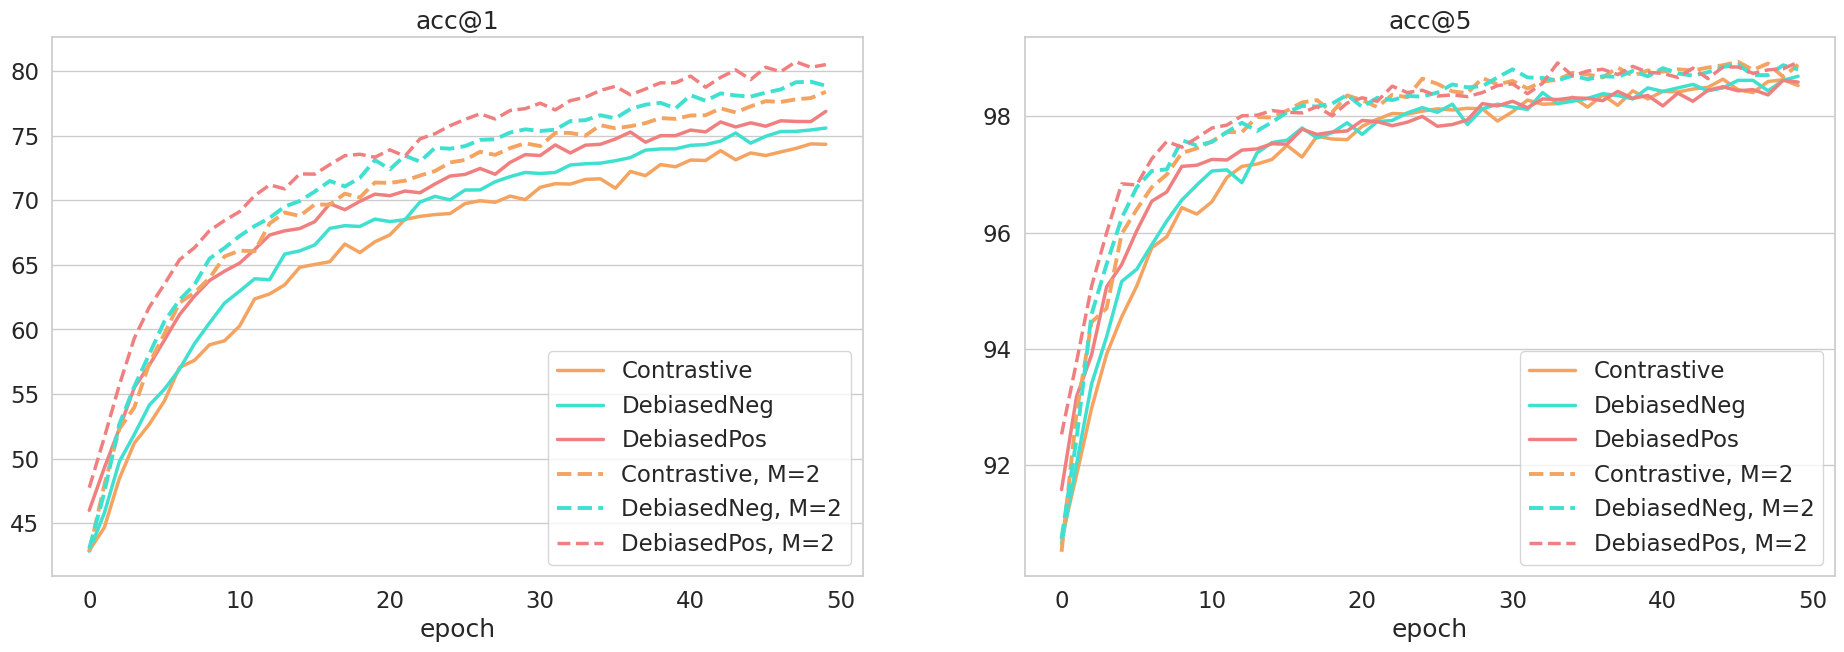 acc@1
80
75
70
65
60
55
50
45
0 10 20 30 40 50
epoch
Contrastive
DebiasedNeg
DebiasedPos
Contrastive, M=2
DebiasedNeg, M=2
DebiasedPos, M=2
acc@5
98
96
94
92
0 10 20 30 40 50
epoch
Contrastive
DebiasedNeg
DebiasedPos
Contrastive, M=2
DebiasedNeg, M=2
DebiasedPos, M=2